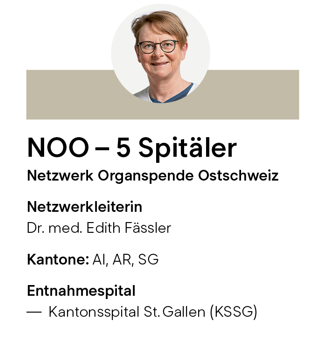 NOO – 5 Spitäler
Netzwerk Organspende Ostschweiz
Netzwerkleiterin
Dr. med. Edith Fässler
Kantone: AI, AR, SG
Entnahmespital
— Kantonsspital St. Gallen (KSSG)